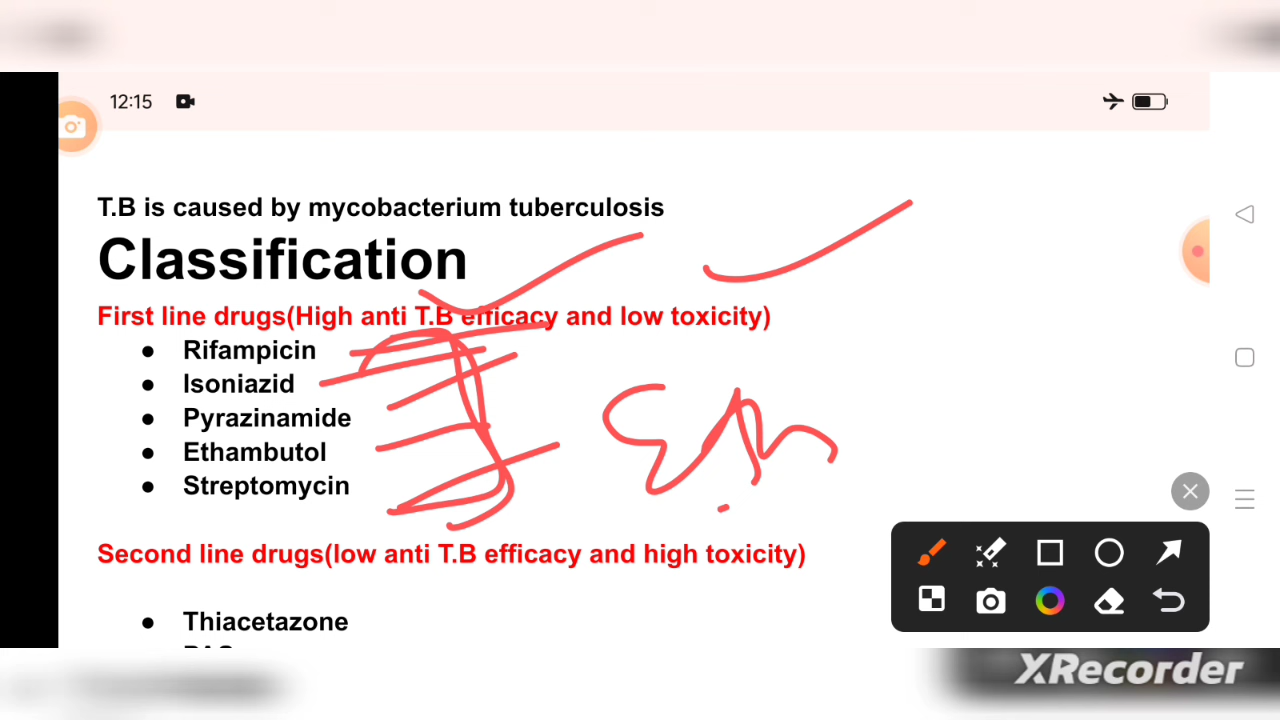 12:15
T.B is caused by mycobacterium tuberculosis
Classification
First line drugs(High anti T.B efficacy and low toxicity)
● Rifampicin
● Isoniazid
● Pyrazinamide
● Ethambutol
● Streptomycin
Second line drugs(low anti T.B efficacy and high toxicity)
● Thiacetazone
XRecorder